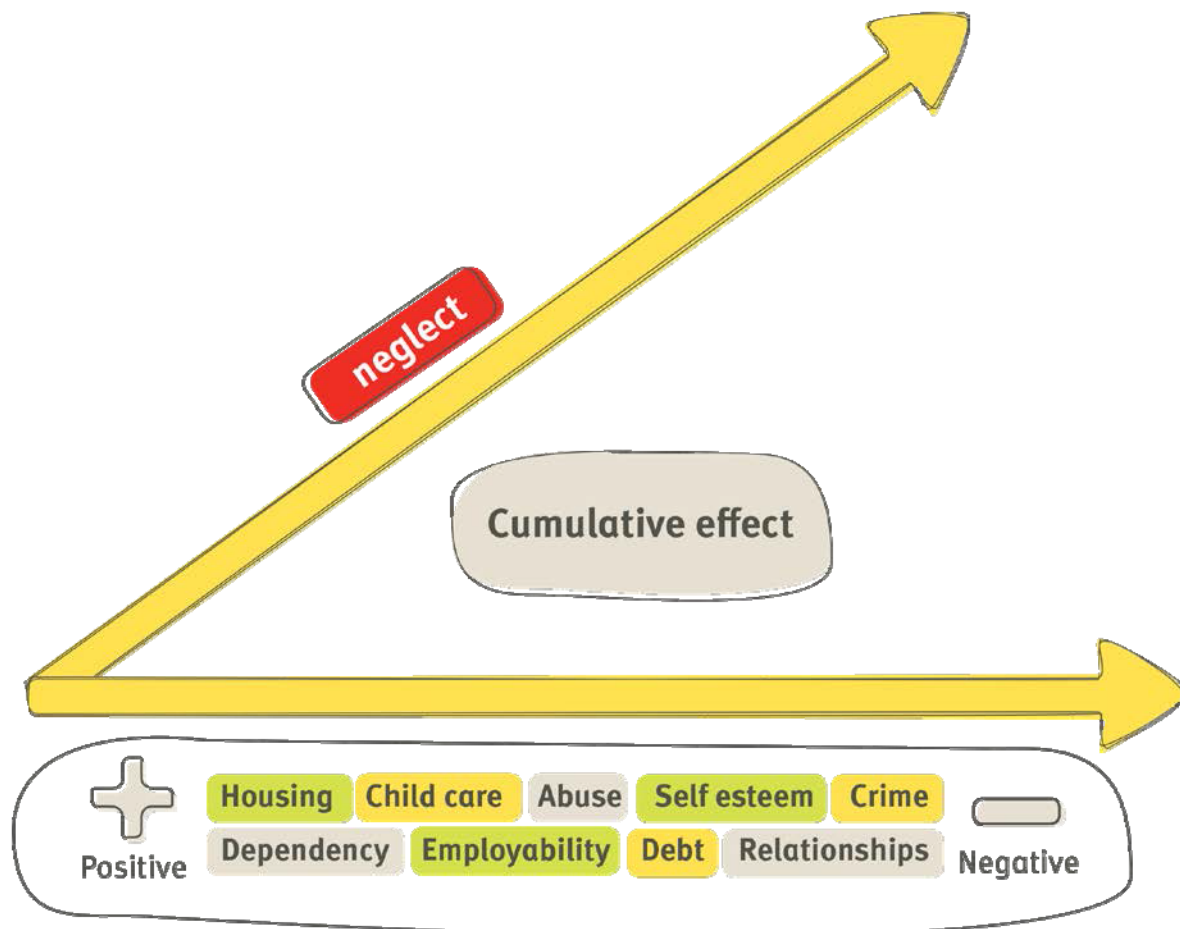 neglect
Cumulative effect
Housing Child care Abuse Self esteem Crime
Dependency Employability Debt Relationships
Positive
Negative